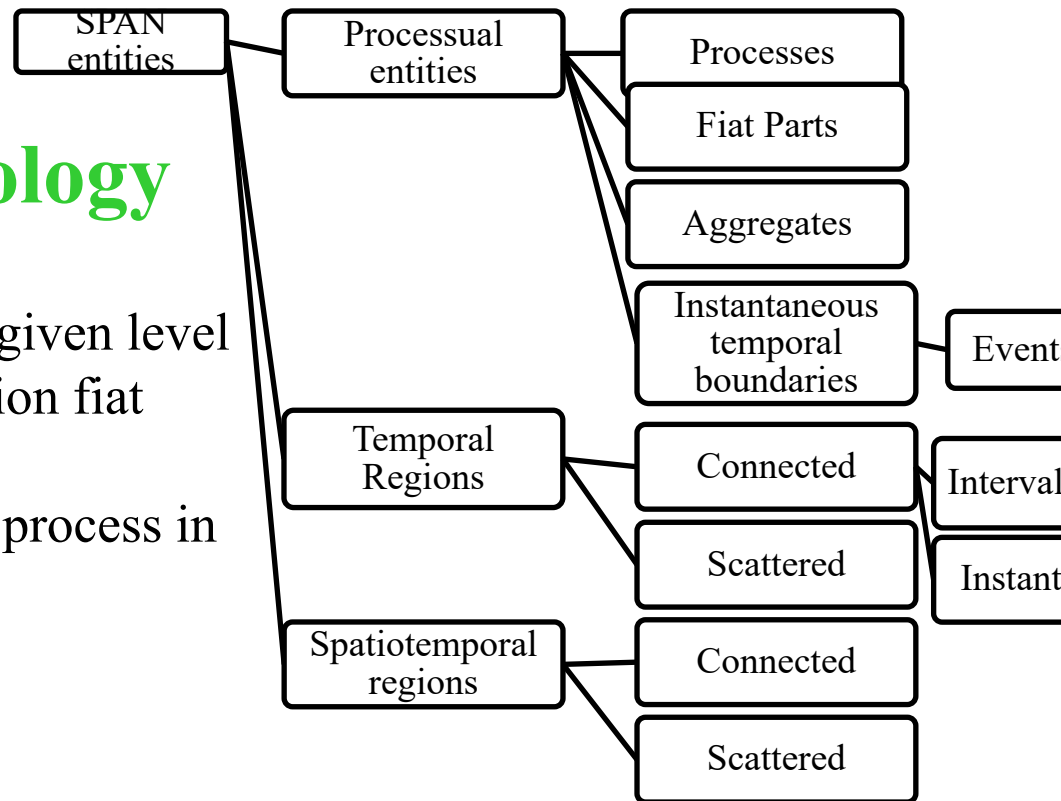 SPAN
entities
Processual
entities
Processes
Fiat Parts
Aggregates
Instantaneous
temporal
boundaries
Event
ology
given level
ion fiat
process in
Temporal
Regions
Connected
Interval
Instant
Scattered
Spatiotemporal
regions
Connected
Scattered